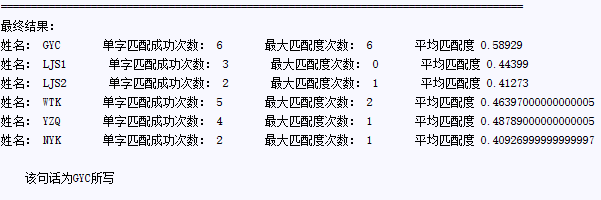 ================================================================================
最终结果:
姓名: GYC 单字匹配成功次数: 6 最大匹配度次数: 6 平均匹配度 0.58929
姓名: LJS1 单字匹配成功次数: 3 最大匹配度次数: 0 平均匹配度 0.44399
姓名: LJS2 单字匹配成功次数: 2 最大匹配度次数: 1 平均匹配度 0.41273
姓名: WTK 单字匹配成功次数: 5 最大匹配度次数: 2 平均匹配度 0.46397000000000005
姓名: YZQ 单字匹配成功次数: 4 最大匹配度次数: 1 平均匹配度 0.48789000000000005
姓名: NYK 单字匹配成功次数: 2 最大匹配度次数: 1 平均匹配度 0.40926999999999997
该句话为GYC所写